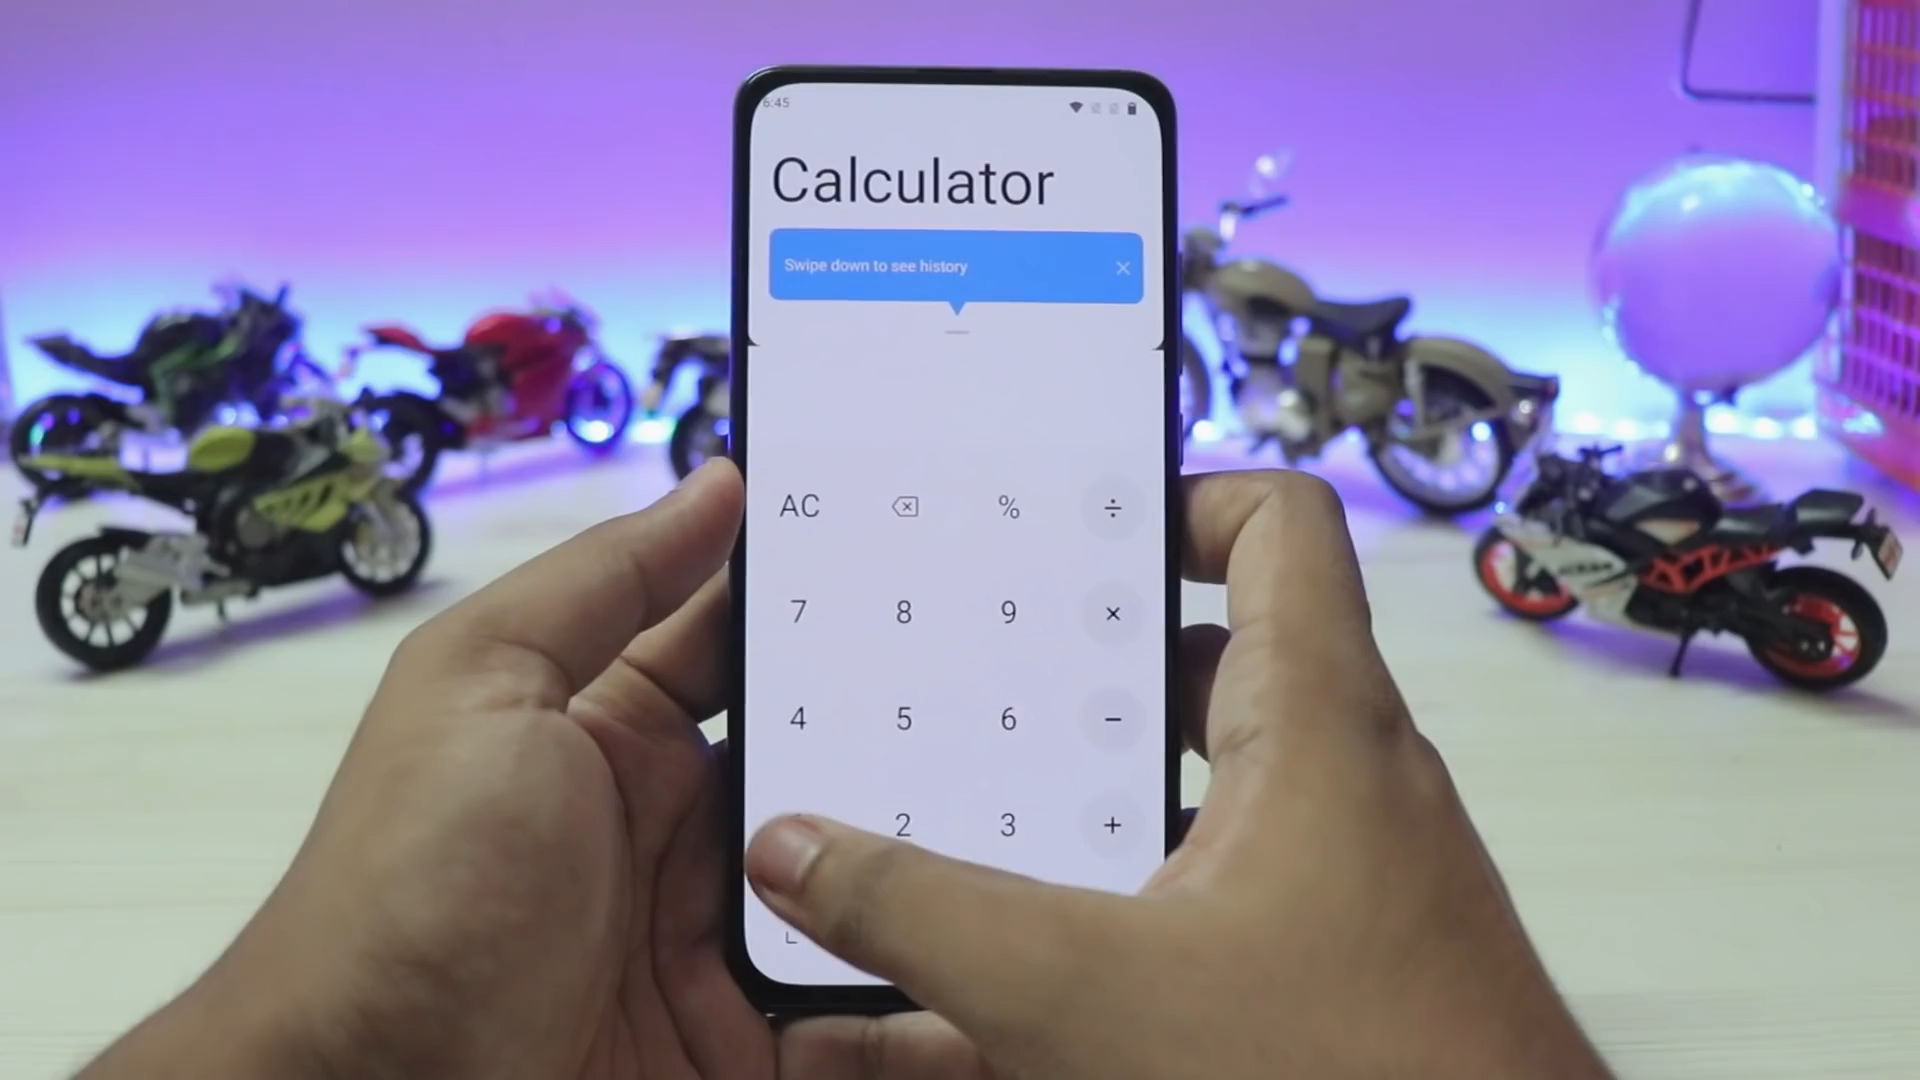 6:45
Calculator
Swipe down to see history
AC % ÷
7 8 9 ×
4 5 6 −
2 3 +